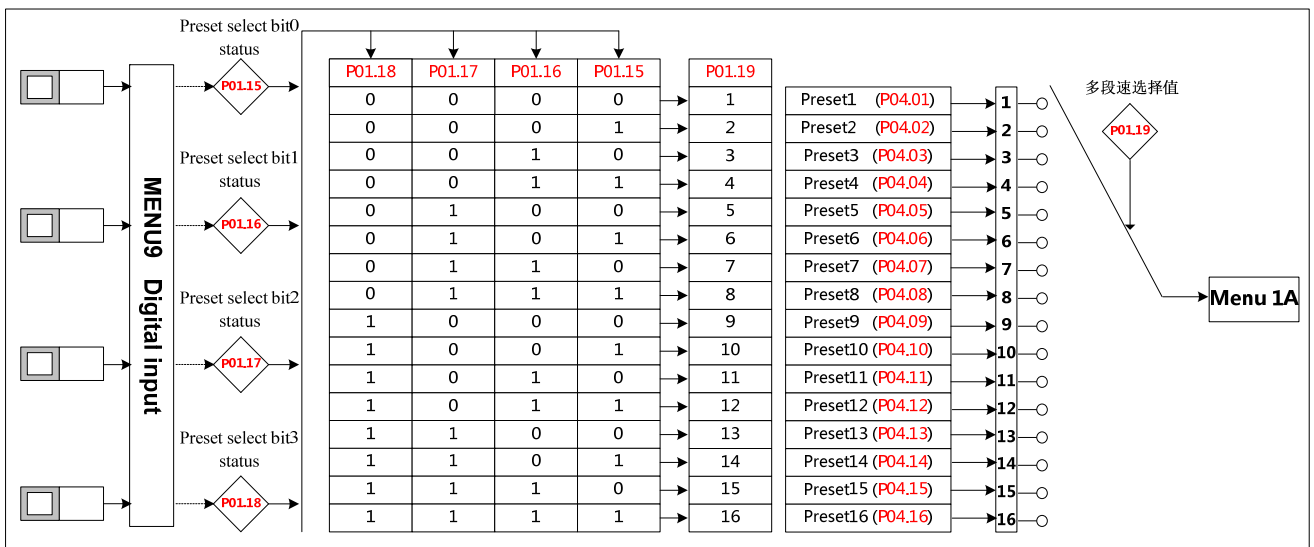 Preset select bit0
status
P01.15
Preset select bit1
status
P01.16
Preset select bit2
status
P01.17
Preset select bit3
status
P01.18
MENU9 Digital input
P01.18 P01.17 P01.16 P01.15 P01.19
0 0 0 0 1
0 0 0 1 2
0 0 1 0 3
0 0 1 1 4
0 1 0 0 5
0 1 0 1 6
0 1 1 0 7
0 1 1 1 8
1 0 0 0 9
1 0 0 1 10
1 0 1 0 11
1 0 1 1 12
1 1 0 0 13
1 1 0 1 14
1 1 1 0 15
1 1 1 1 16
Preset1 (P04.01) 1
Preset2 (P04.02) 2
Preset3 (P04.03) 3
Preset4 (P04.04) 4
Preset5 (P04.05) 5
Preset6 (P04.06) 6
Preset7 (P04.07) 7
Preset8 (P04.08) 8
Preset9 (P04.09) 9
Preset10 (P04.10) 10
Preset11 (P04.11) 11
Preset12 (P04.12) 12
Preset13 (P04.13) 13
Preset14 (P04.14) 14
Preset15 (P04.15) 15
Preset16 (P04.16) 16
多段速选择值
P01.19
Menu 1A